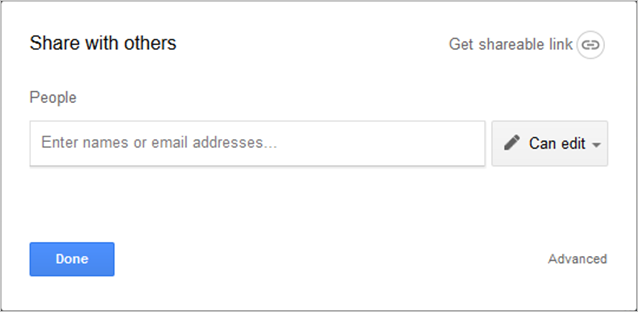 Share with others
Get shareable link
People
Enter names or email addresses...
Can edit
Done
Advanced